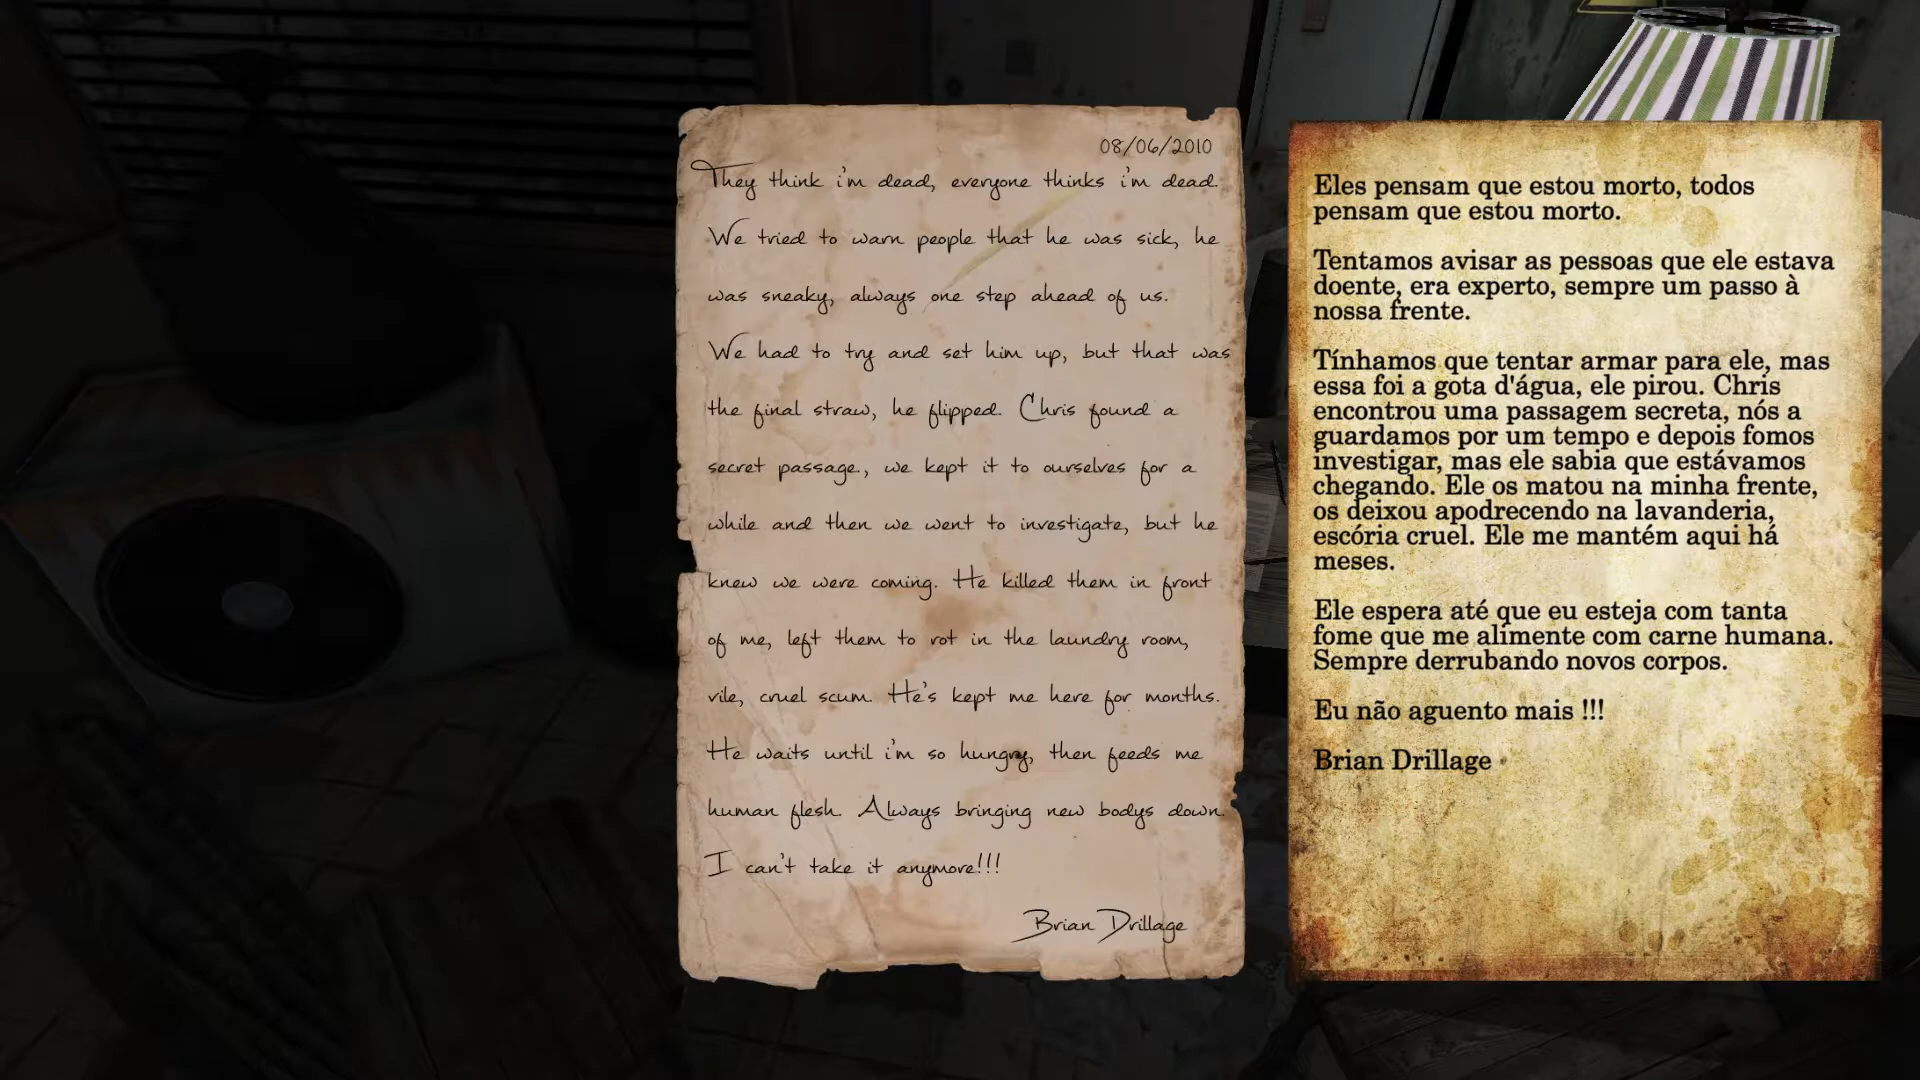 08/06/2010
They think i'm dead, everyone thinks i'm dead.
We tried to warn people that he was sick, he
was sneaky, always one step ahead of us.
We had to try and set him up, but that was
the final straw, he flipped. Chris found a
secret passage, we kept it to ourselves for a
while and then we went to investigate, but he
knew we were coming. He killed them in front
of me, left them to rot in the laundry room,
vile, cruel scum. He's kept me here for months.
He waits until i'm so hungry, then feeds me
human flesh. Always bringing new bodys down.
I can't take it anymore!!!
Brian Drillage
Eles pensam que estou morto, todos
pensam que estou morto.
Tentamos avisar as pessoas que ele estava
doente, era experto, sempre um passo à
nossa frente.
Tínhamos que tentar armar para ele, mas
essa foi a gota d'água, ele pirou. Chris
encontrou uma passagem secreta, nós a
guardamos por um tempo e depois fomos
investigar, mas ele sabia que estávamos
chegando. Ele os matou na minha frente,
os deixou apodrecendo na lavanderia,
escória cruel. Ele me mantém aqui há
meses.
Ele espera até que eu esteja com tanta
fome que me alimente com carne humana.
Sempre derrubando novos corpos.
Eu não aguento mais !!!
Brian Drillage